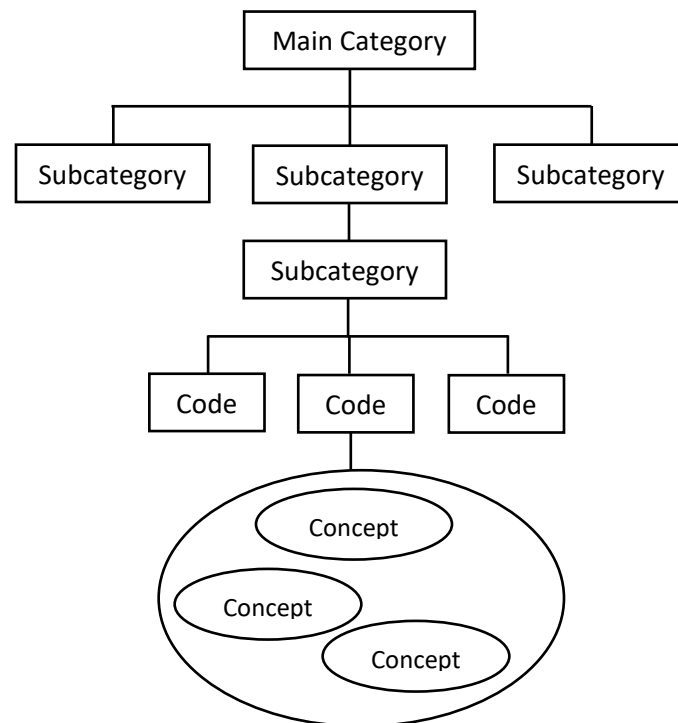 Main Category
Subcategory
Subcategory
Subcategory
Subcategory
Code
Code
Code
Concept
Concept
Concept